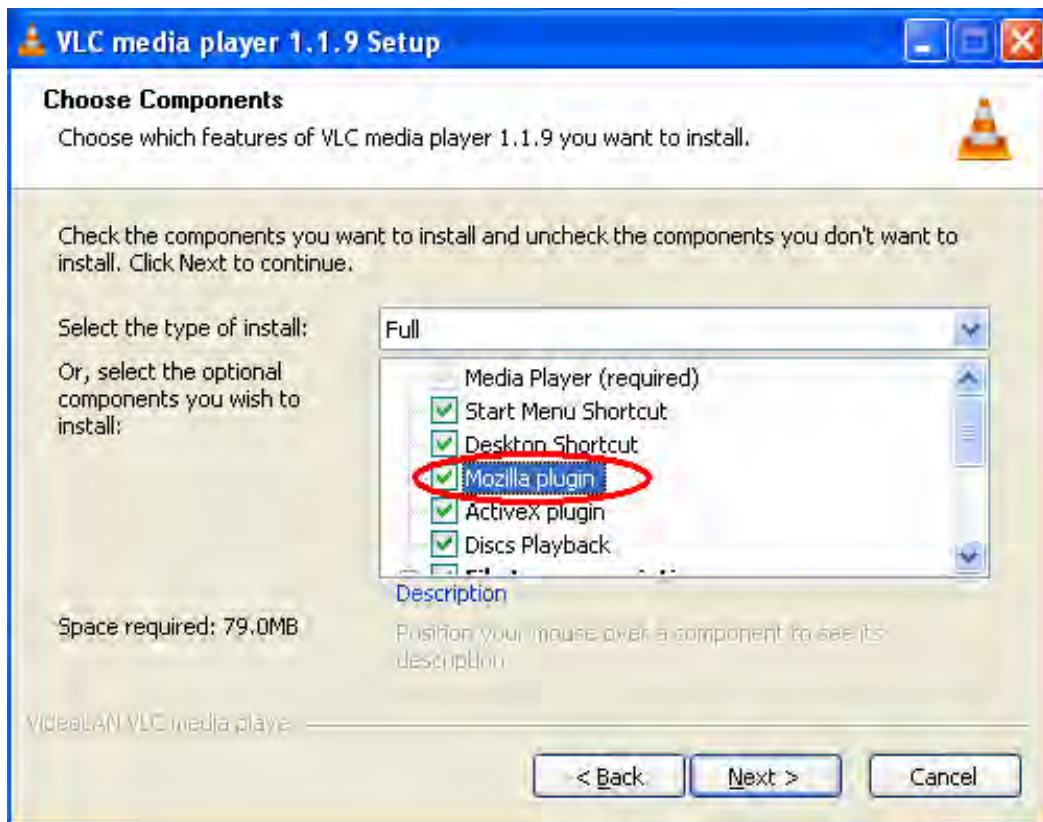 VLC media player 1.1.9 Setup
Choose Components
Choose which features of VLC media player 1.1.9 you want to install.
Check the components you want to install and uncheck the components you don't want to
install. Click Next to continue.
Select the type of install:
Full
Or, select the optional
components you wish to
install:
Media Player (required)
Start Menu Shortcut
Desktop Shortcut
Mozilla plugin
ActiveX plugin
Discs Playback
Description
Space required: 79.0MB
Position your mouse over a component to see its
description
VideoLAN VLC media player
< Back
Next >
Cancel